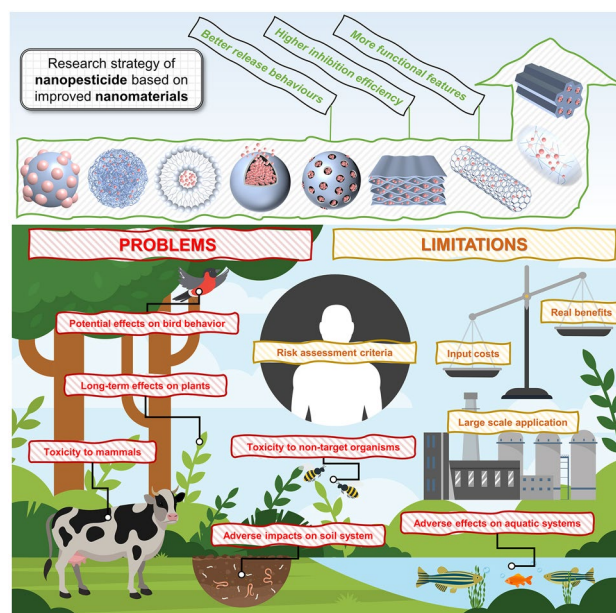 Research strategy of
nanopesticide based on
improved nanomaterials
Better release behaviours
Higher inhibition efficiency
More functional features
PROBLEMS
LIMITATIONS
Potential effects on bird behavior
Risk assessment criteria
Real benefits
Input costs
Long-term effects on plants
Large scale application
Toxicity to mammals
Toxicity to non-target organisms
Adverse impacts on soil system
Adverse effects on aquatic systems